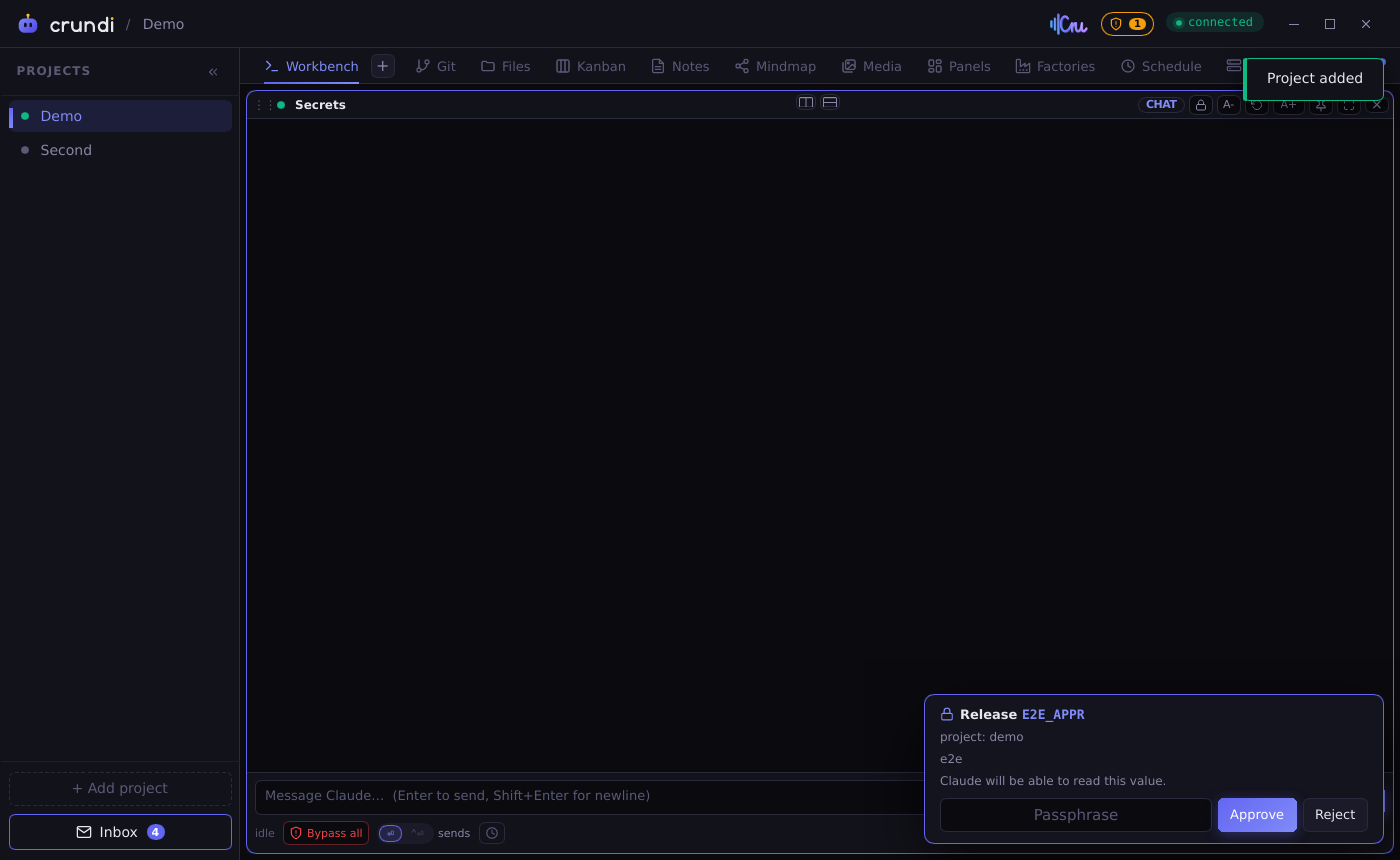 crundi / Demo
Cru
1
connected
PROJECTS
Demo
Second
+ Add project
Inbox 4
Workbench + Git Files Kanban Notes Mindmap Media Panels Factories Schedule
Project added
Secrets
CHAT A- A+
Release E2E_APPR
project: demo
e2e
Claude will be able to read this value.
Passphrase Approve Reject
Message Claude… (Enter to send, Shift+Enter for newline)
idle Bypass all sends